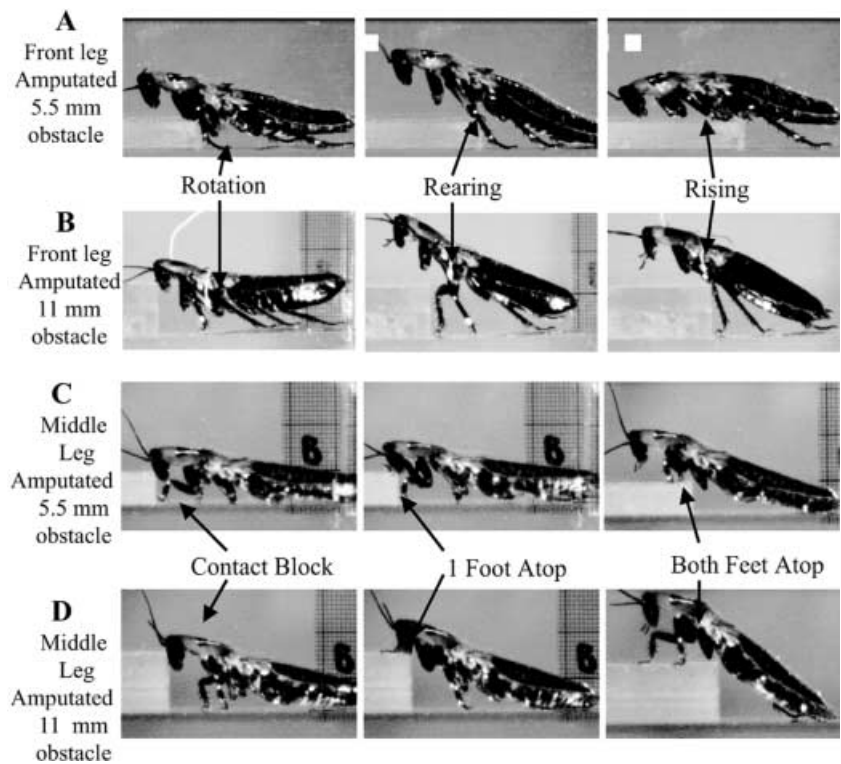 A
Front leg
Amputated
5.5 mm
obstacle
Rotation
Rearing
Rising
B
Front leg
Amputated
11 mm
obstacle
C
Middle
Leg
Amputated
5.5 mm
obstacle
B
B
Contact Block
1 Foot Atop
Both Feet Atop
D
Middle
Leg
Amputated
11 mm
obstacle
B
B